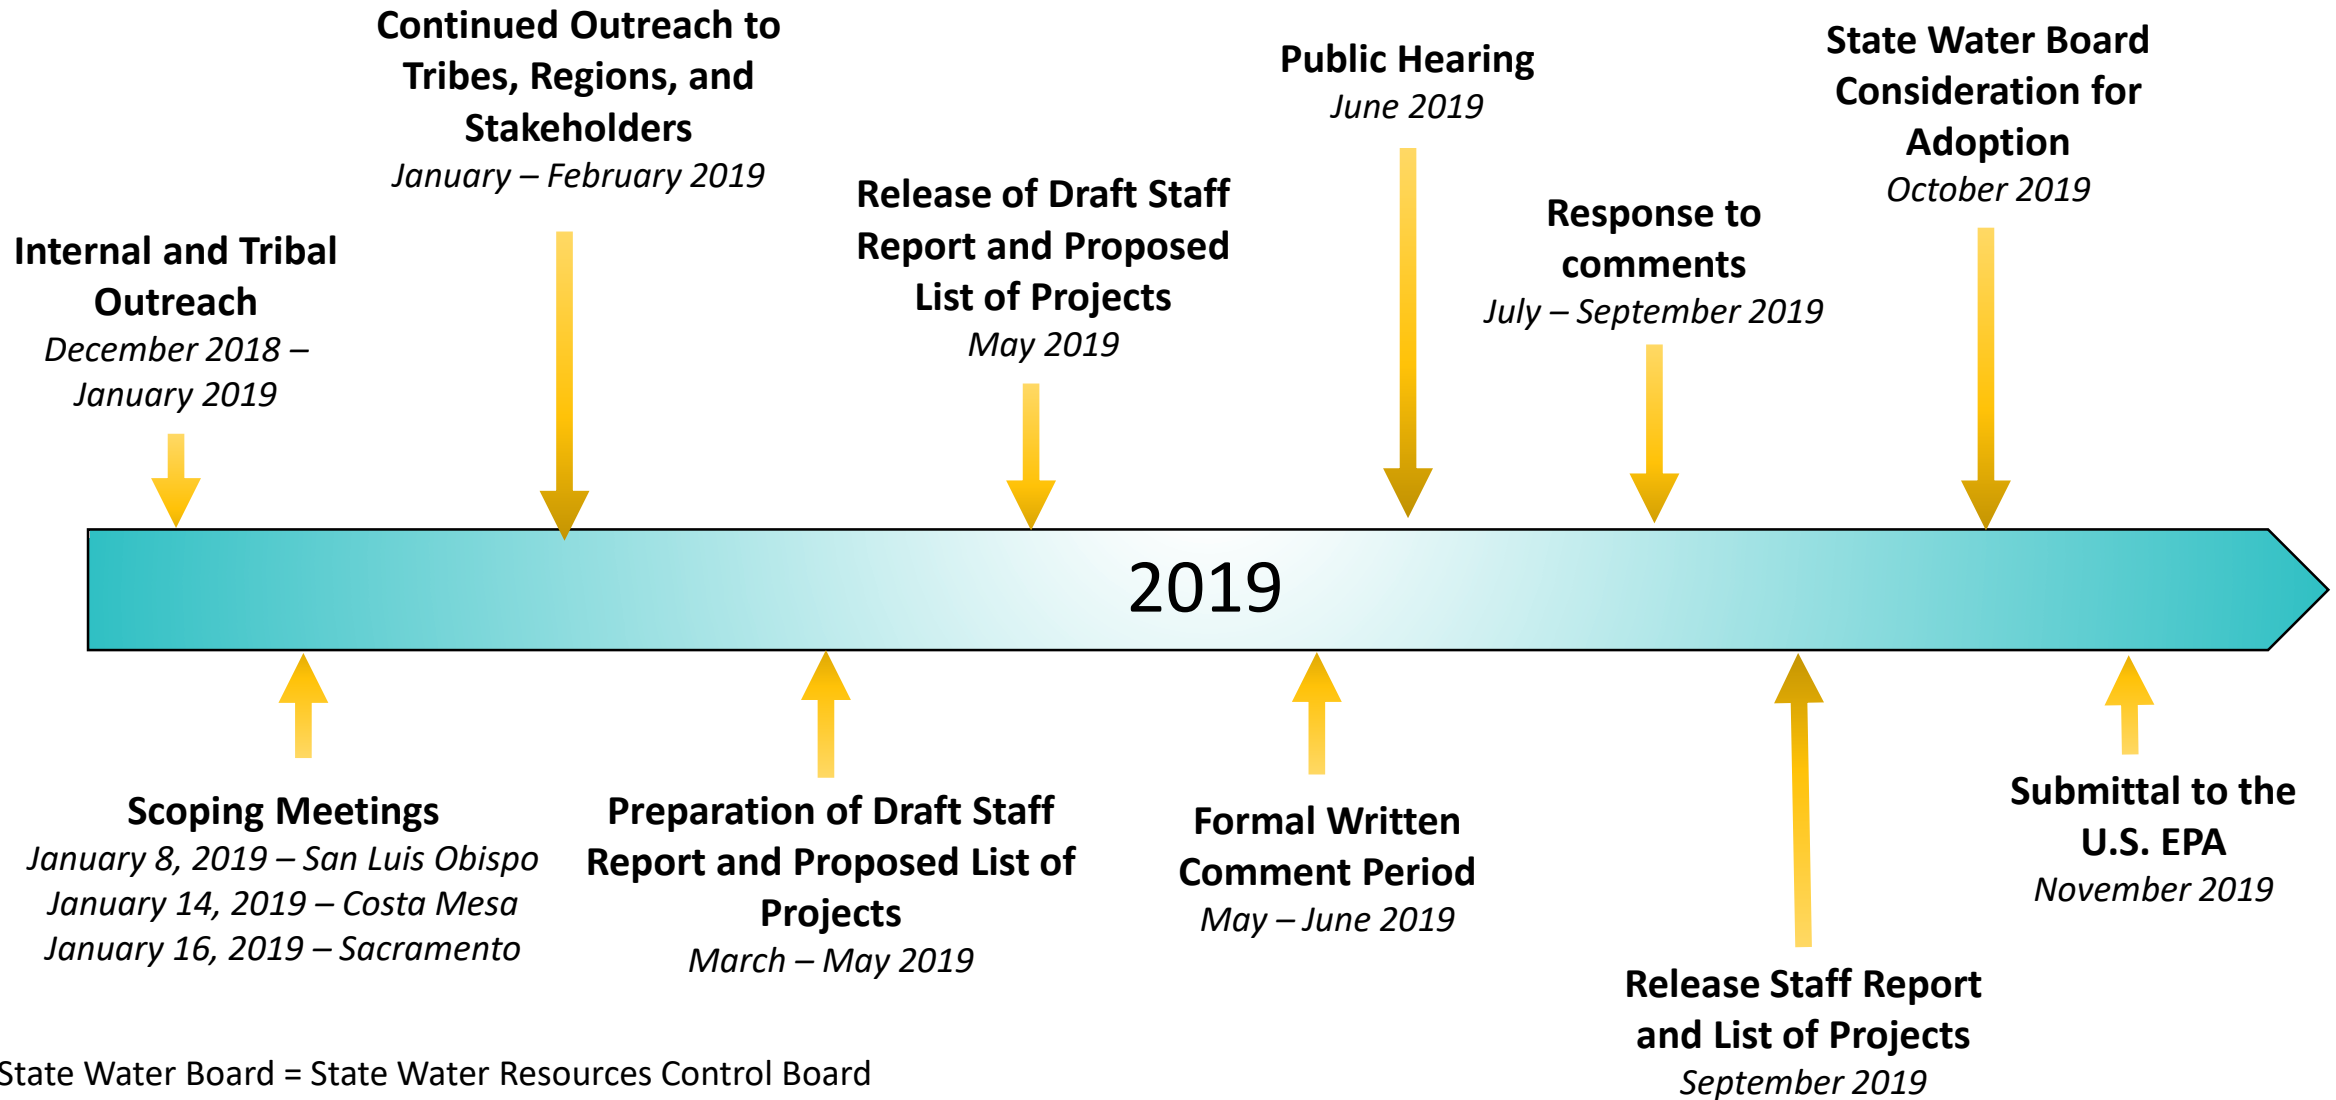 Continued Outreach to
Tribes, Regions, and
Stakeholders
January – February 2019
Public Hearing
June 2019
State Water Board
Consideration for
Adoption
October 2019
Release of Draft Staff
Report and Proposed
List of Projects
May 2019
Response to
comments
July – September 2019
Internal and Tribal
Outreach
December 2018 –
January 2019
2019
Scoping Meetings
January 8, 2019 – San Luis Obispo
January 14, 2019 – Costa Mesa
January 16, 2019 – Sacramento
Preparation of Draft Staff
Report and Proposed List of
Projects
March – May 2019
Formal Written
Comment Period
May – June 2019
Submittal to the
U.S. EPA
November 2019
Release Staff Report
and List of Projects
September 2019
State Water Board = State Water Resources Control Board